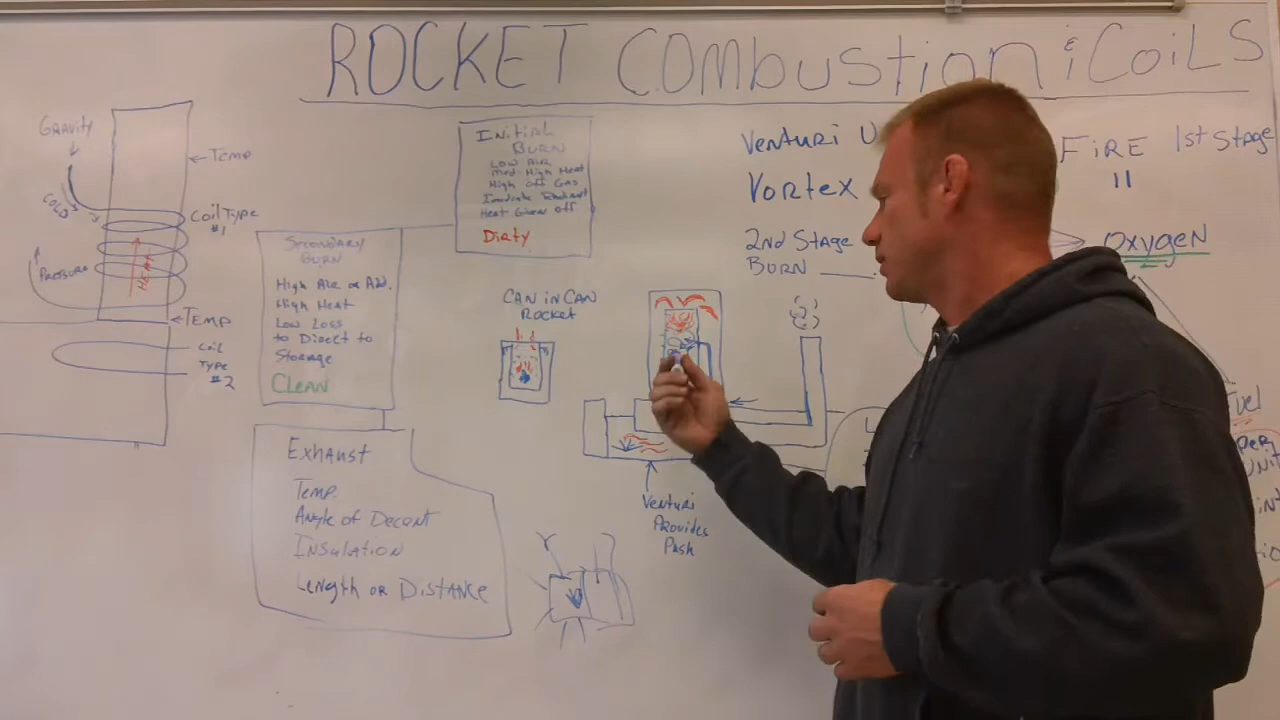 ROCKET COMbustion & CoiLS
GRAVITY
COLD
PRESSURE
HEAT
← Temp
Coil Type
#1
← Temp
Coil
Type
#2
Initial
Burn
Low Air
Med-High Heat
High off Gas
Heat Given off
Dirty
Secondary
Burn
High Air or Add.
High Heat
Low Loss
to Direct to
Storage
Clean
Exhaust
Temp.
Angle of Decent
Insulation
Length or Distance
CAN in CAN
Rocket
Venturi
Provides
Push
Venturi
Vortex
2nd Stage
Burn
FiRE 1st Stage
OxygeN
Fuel